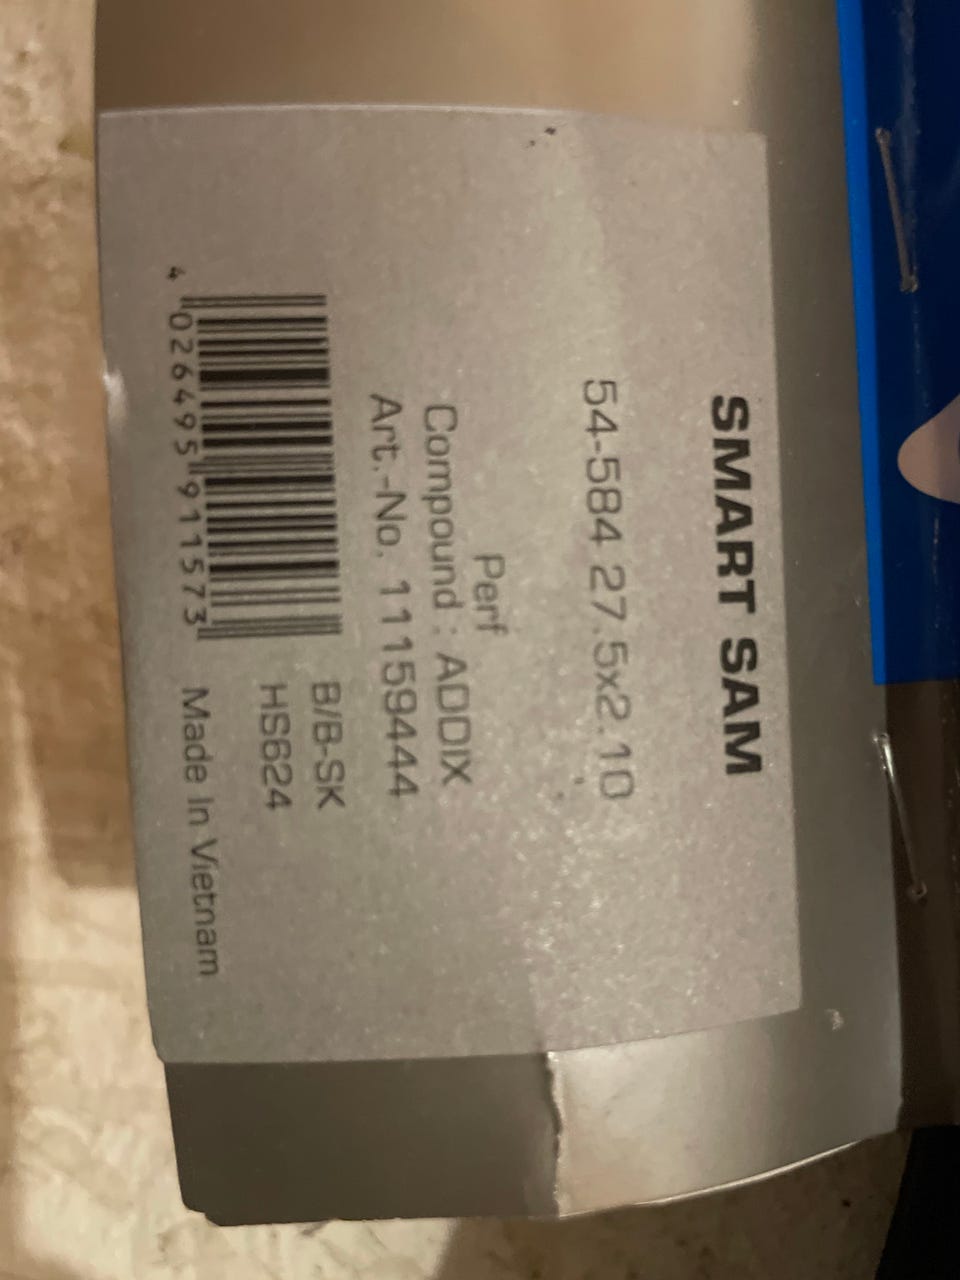 SMART SAM
54-584 27.5x2.10
Perf
Compound : ADDIX
Art.-No. 11159444
B/B-SK
HS624
4 026495 911573
Made In Vietnam